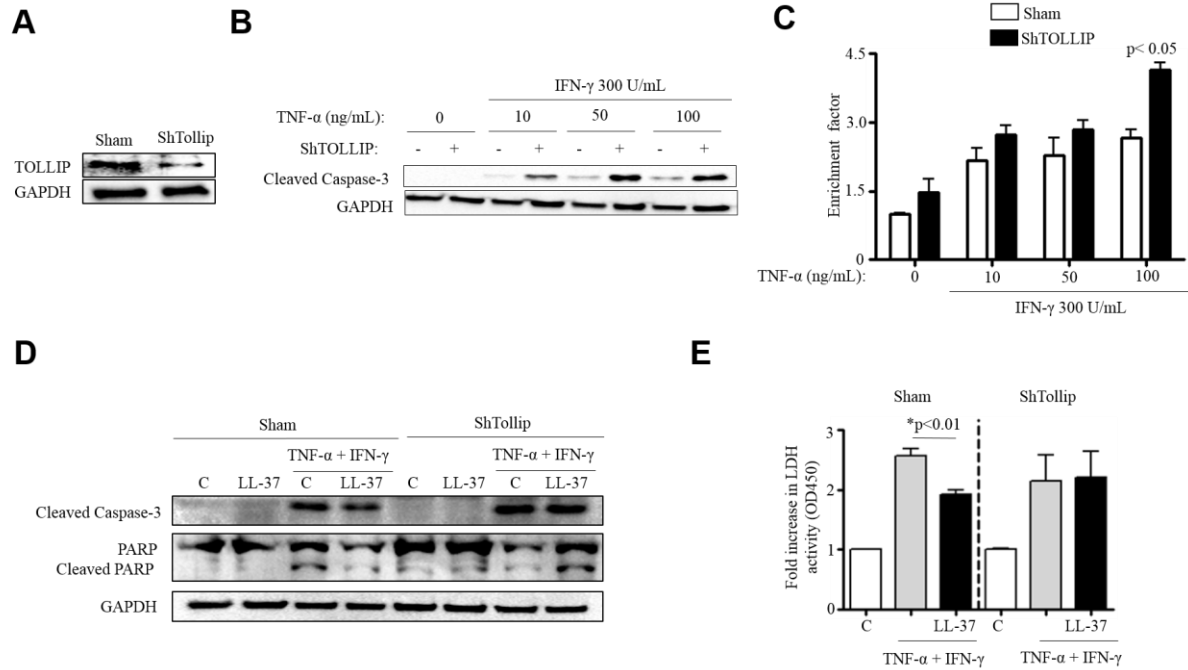 A
Sham ShTollip
TOLLIP
GAPDH
B
IFN-γ 300 U/mL
TNF-α (ng/mL): 0 10 50 100
ShTOLLIP: - + - + - + - +
Cleaved Caspase-3
GAPDH
C
Sham
ShTOLLIP
p< 0.05
4.5
3.0
1.5
0
Enrichment factor
TNF-α (ng/mL): 0 10 50 100
IFN-γ 300 U/mL
D
Sham ShTollip
TNF-α + IFN-γ TNF-α + IFN-γ
C LL-37 C LL-37 C LL-37 C LL-37
Cleaved Caspase-3
PARP
Cleaved PARP
GAPDH
E
Sham ShTollip
*p<0.01
3
2
1
0
Fold increase in LDH
activity (OD450)
C LL-37 C LL-37
TNF-α + IFN-γ TNF-α + IFN-γ